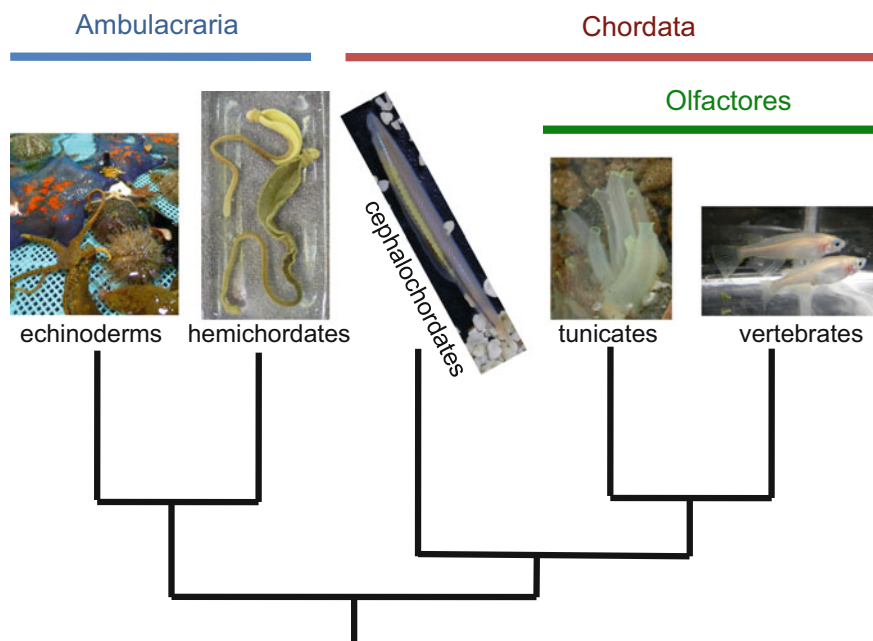 Ambulacraria
Chordata
Olfactores
echinoderms
hemichordates
cephalochordates
tunicates
vertebrates